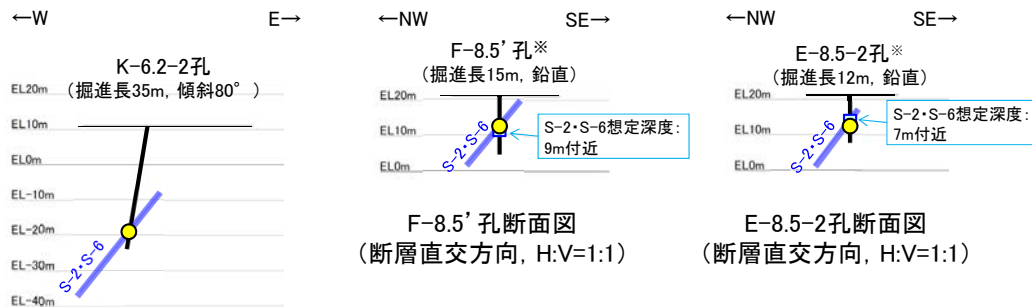 ←W E→
K-6.2-2孔
(掘進長35m, 傾斜80°)
EL20m
EL10m
EL0m
EL-10m
EL-20m
EL-30m
EL-40m
S-2・S-6
←NW SE→
F-8.5’孔※
(掘進長15m, 鉛直)
EL20m
EL10m
EL0m
S-2・S-6
S-2・S-6想定深度:
9m付近
F-8.5’孔断面図
(断層直交方向, H:V=1:1)
←NW SE→
E-8.5-2孔※
(掘進長12m, 鉛直)
EL20m
EL10m
EL0m
S-2・S-6
S-2・S-6想定深度:
7m付近
E-8.5-2孔断面図
(断層直交方向, H:V=1:1)